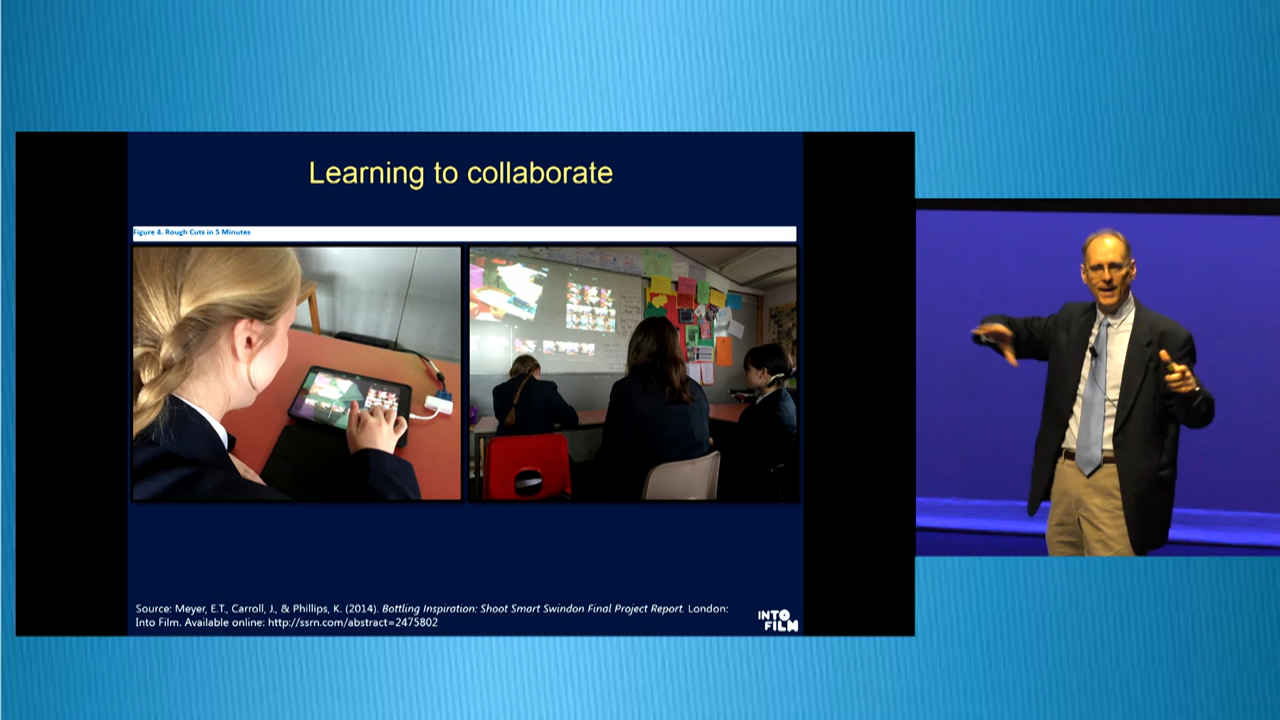 Learning to collaborate
Figure 4. Rough Cuts in 5 Minutes
Source: Meyer, E.T., Carroll, J., & Phillips, K. (2014). Bottling Inspiration: Shoot Smart Swindon Final Project Report. London:
Into Film. Available online: http://ssrn.com/abstract=2475802
INTO
FILM